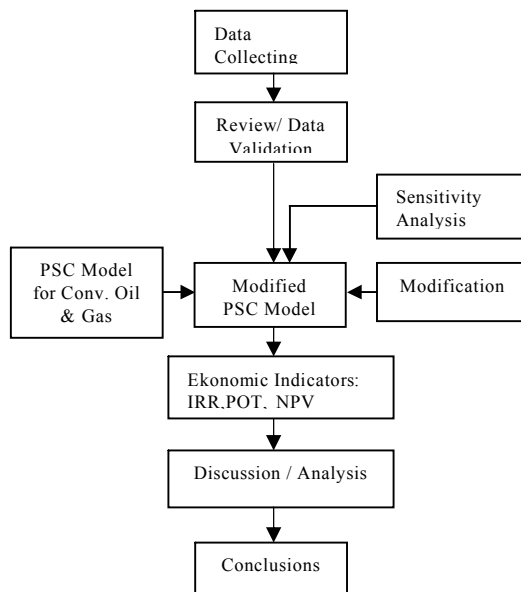 Data
Collecting
Review/ Data
Validation
Sensitivity
Analysis
PSC Model
for Conv. Oil
& Gas
Modified
PSC Model
Modification
Ekonomic Indicators:
IRR,POT, NPV
Discussion / Analysis
Conclusions